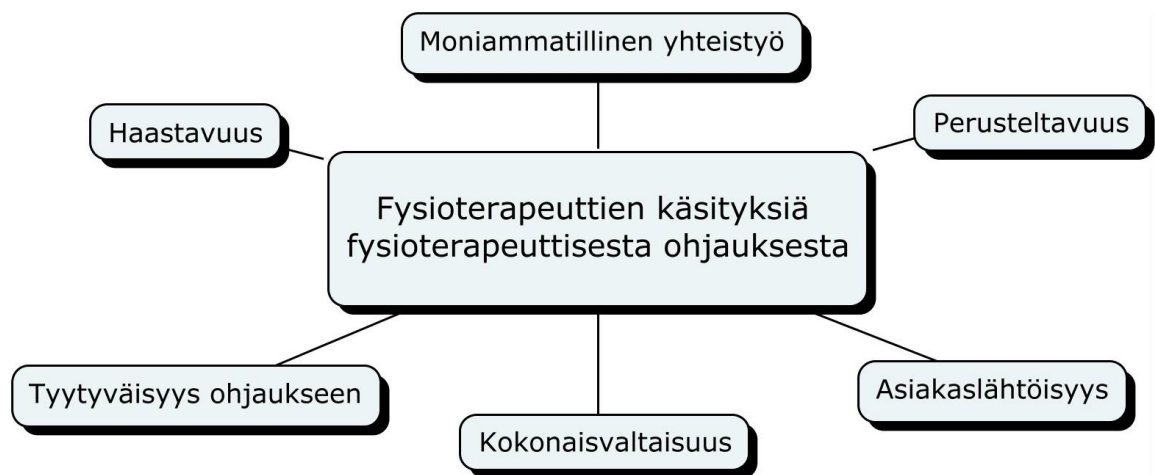 Moniammatillinen yhteistyö
Haastavuus
Perusteltavuus
Fysioterapeuttien käsityksiä
fysioterapeuttisesta ohjauksesta
Tyytyväisyys ohjaukseen
Asiakaslähtöisyys
Kokonaisvaltaisuus